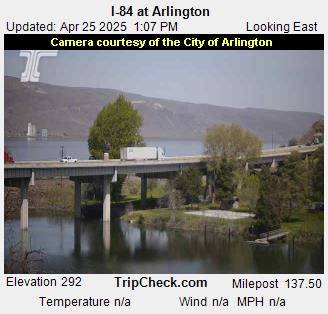 I-84 at Arlington
Updated: Apr 25 2025 1:07 PM Looking East
Camera courtesy of the City of Arlington
Elevation 292 TripCheck.com Milepost 137.50
Temperature n/a Wind n/a MPH n/a